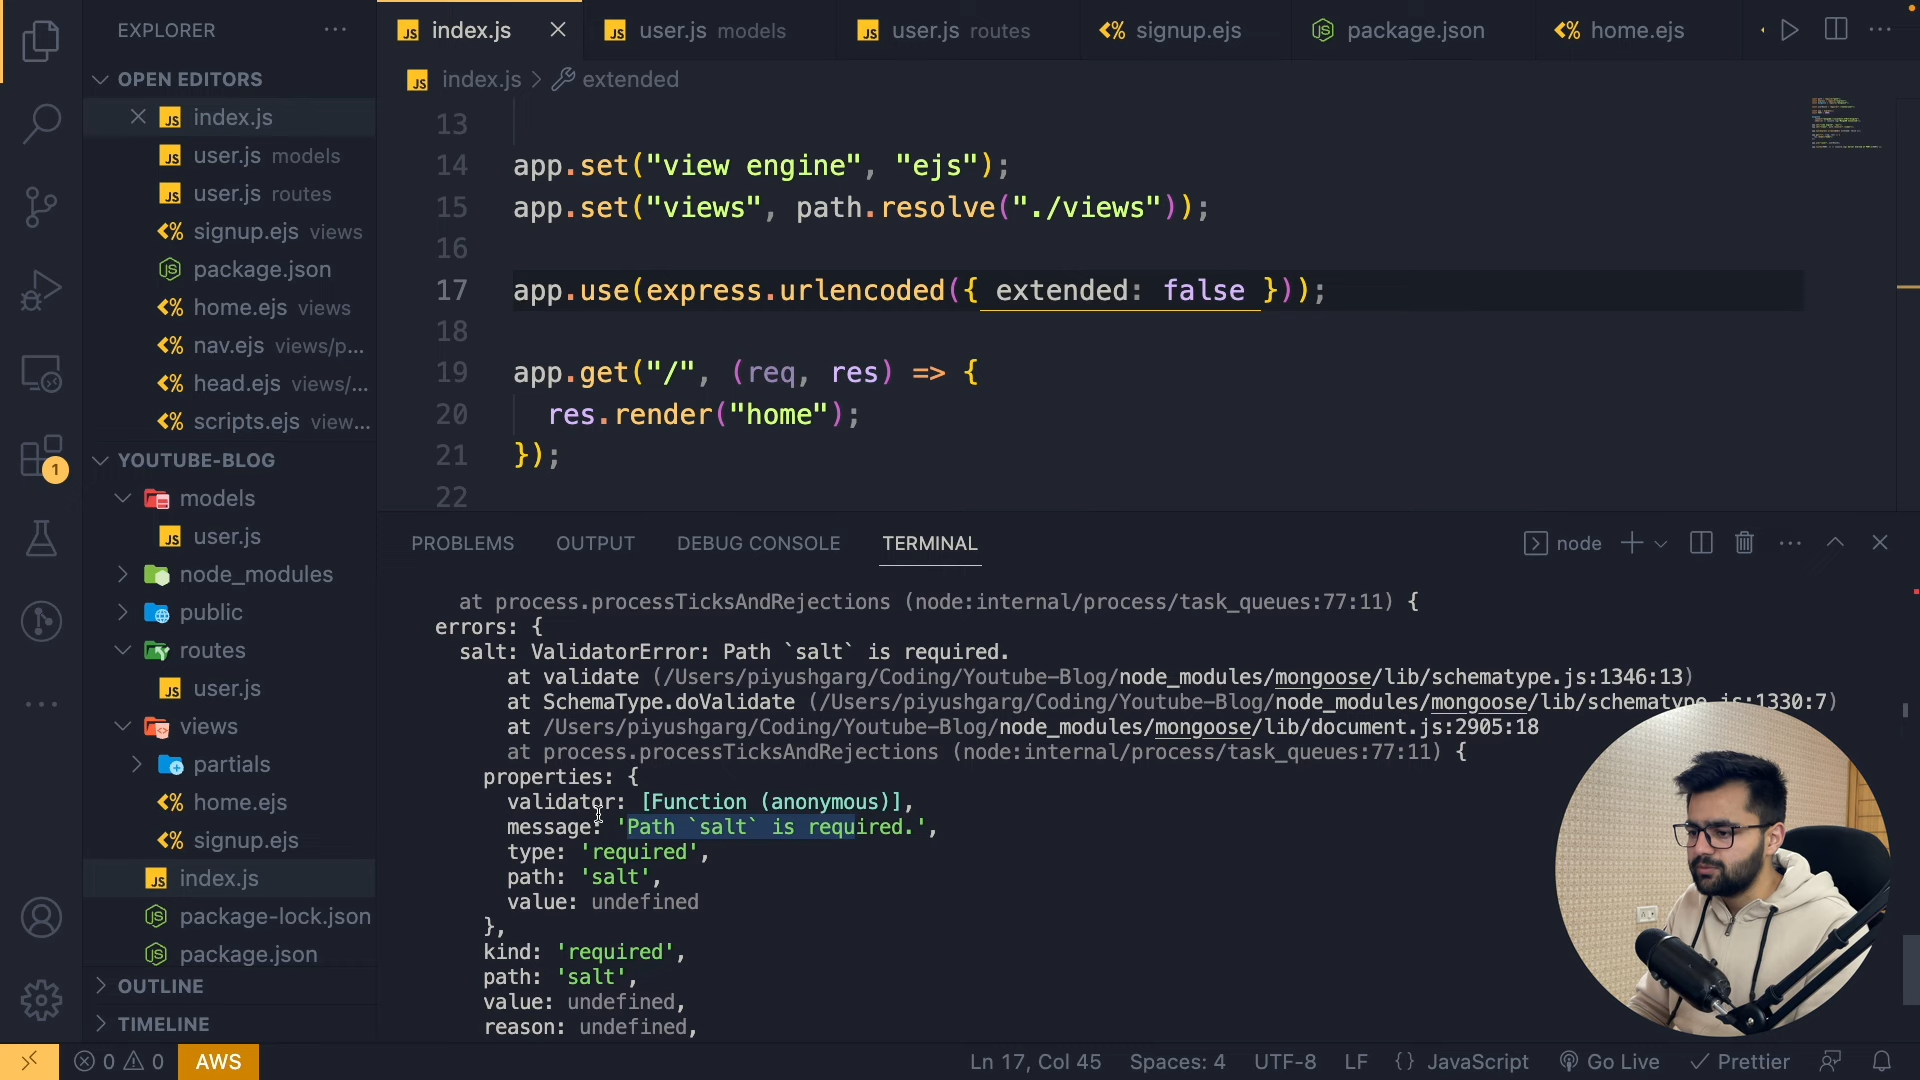 EXPLORER
OPEN EDITORS
index.js
user.js models
user.js routes
signup.ejs views
package.json
home.ejs views
nav.ejs views/p...
head.ejs views/...
scripts.ejs view...
YOUTUBE-BLOG
models
user.js
node_modules
public
routes
user.js
views
partials
home.ejs
signup.ejs
index.js
package-lock.json
package.json
OUTLINE
TIMELINE
1
index.js
user.js models
user.js routes
signup.ejs
package.json
home.ejs
index.js > extended
13
14 app.set("view engine", "ejs");
15 app.set("views", path.resolve("./views"));
16
17 app.use(express.urlencoded({ extended: false }));
18
19 app.get("/", (req, res) => {
20 res.render("home");
21 });
22
PROBLEMS OUTPUT DEBUG CONSOLE TERMINAL
node
at process.processTicksAndRejections (node:internal/process/task_queues:77:11) {
errors: {
salt: ValidatorError: Path `salt` is required.
at validate (/Users/piyushgarg/Coding/Youtube-Blog/node_modules/mongoose/lib/schematype.js:1346:13)
at SchemaType.doValidate (/Users/piyushgarg/Coding/Youtube-Blog/node_modules/mongoose/lib/schematype.js:1330:7)
at /Users/piyushgarg/Coding/Youtube-Blog/node_modules/mongoose/lib/document.js:2905:18
at process.processTicksAndRejections (node:internal/process/task_queues:77:11) {
properties: {
validator: [Function (anonymous)],
message: 'Path `salt` is required.',
type: 'required',
path: 'salt',
value: undefined
},
kind: 'required',
path: 'salt',
value: undefined,
reason: undefined,
0 0
AWS
Ln 17, Col 45
Spaces: 4
UTF-8
LF
{} JavaScript
Go Live
Prettier